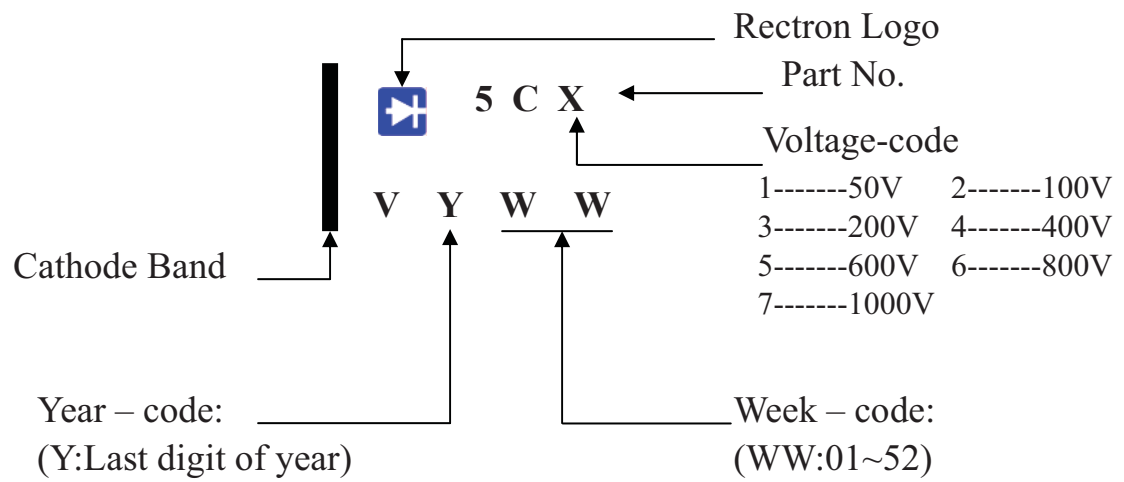 Rectron Logo
Part No.
5 C X
Voltage-code
1-------50V 2-------100V
3-------200V 4-------400V
5-------600V 6-------800V
7-------1000V
V Y W W
Cathode Band
Year – code:
(Y:Last digit of year)
Week – code:
(WW:01~52)